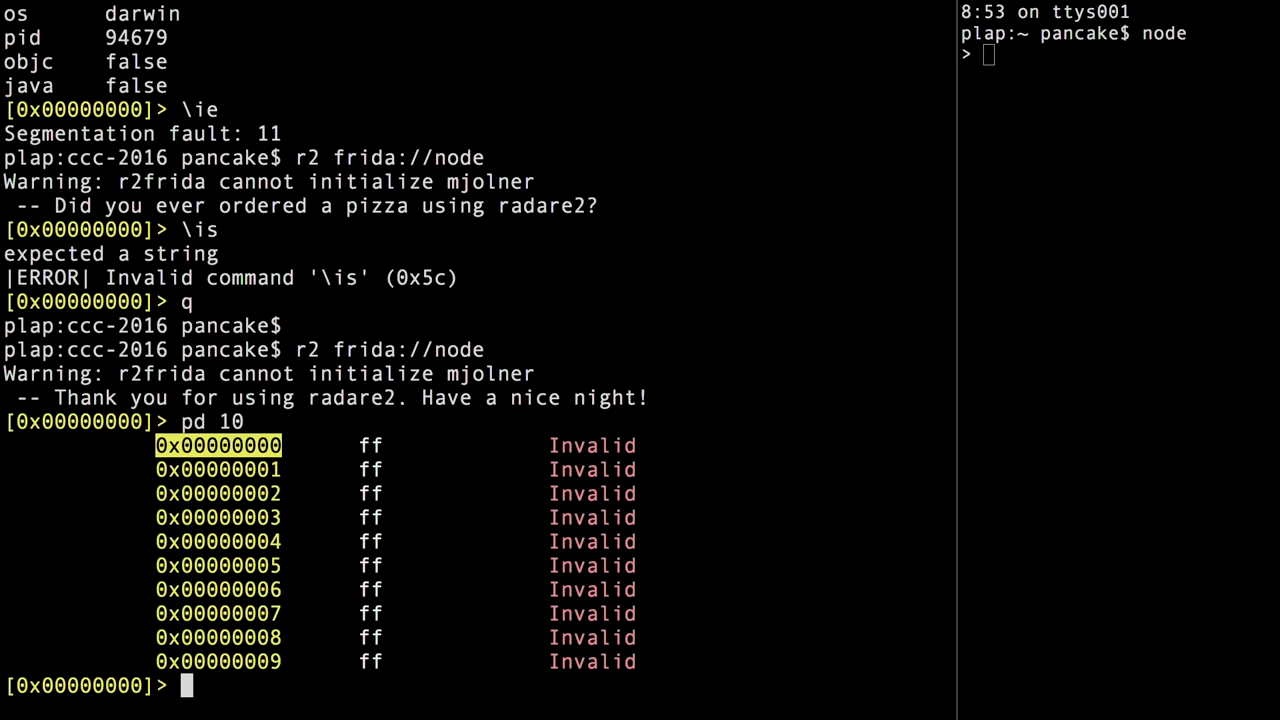 os      darwin
pid     94679
objc    false
java    false
[0x00000000]> \ie
Segmentation fault: 11
plap:ccc-2016 pancake$ r2 frida://node
Warning: r2frida cannot initialize mjolner
 -- Did you ever ordered a pizza using radare2?
[0x00000000]> \is
expected a string
|ERROR| Invalid command '\is' (0x5c)
[0x00000000]> q
plap:ccc-2016 pancake$
plap:ccc-2016 pancake$ r2 frida://node
Warning: r2frida cannot initialize mjolner
 -- Thank you for using radare2. Have a nice night!
[0x00000000]> pd 10
            0x00000000      ff             Invalid
            0x00000001      ff             Invalid
            0x00000002      ff             Invalid
            0x00000003      ff             Invalid
            0x00000004      ff             Invalid
            0x00000005      ff             Invalid
            0x00000006      ff             Invalid
            0x00000007      ff             Invalid
            0x00000008      ff             Invalid
            0x00000009      ff             Invalid
[0x00000000]>
8:53 on ttys001
plap:~ pancake$ node
>